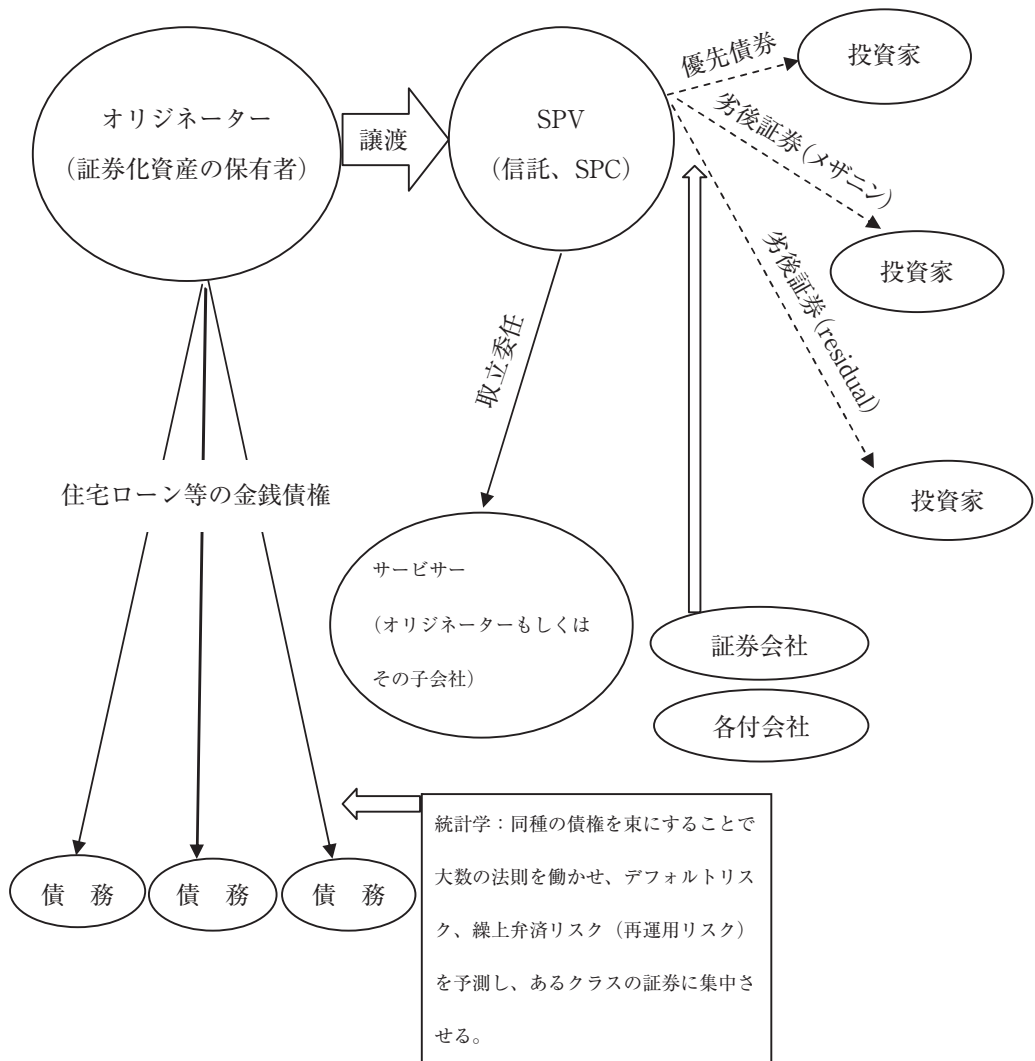 オリジネーター
(証券化資産の保有者)
譲渡
SPV
(信託、SPC)
優先債券
投資家
劣後証券(メザニン)
投資家
劣後証券(residual)
投資家
取立委任
住宅ローン等の金銭債権
サービサー
(オリジネーターもしくは
その子会社)
証券会社
各付会社
債 務
債 務
債 務
統計学:同種の債権を束にすることで
大数の法則を働かせ、デフォルトリス
ク、繰上弁済リスク(再運用リスク)
を予測し、あるクラスの証券に集中さ
せる。